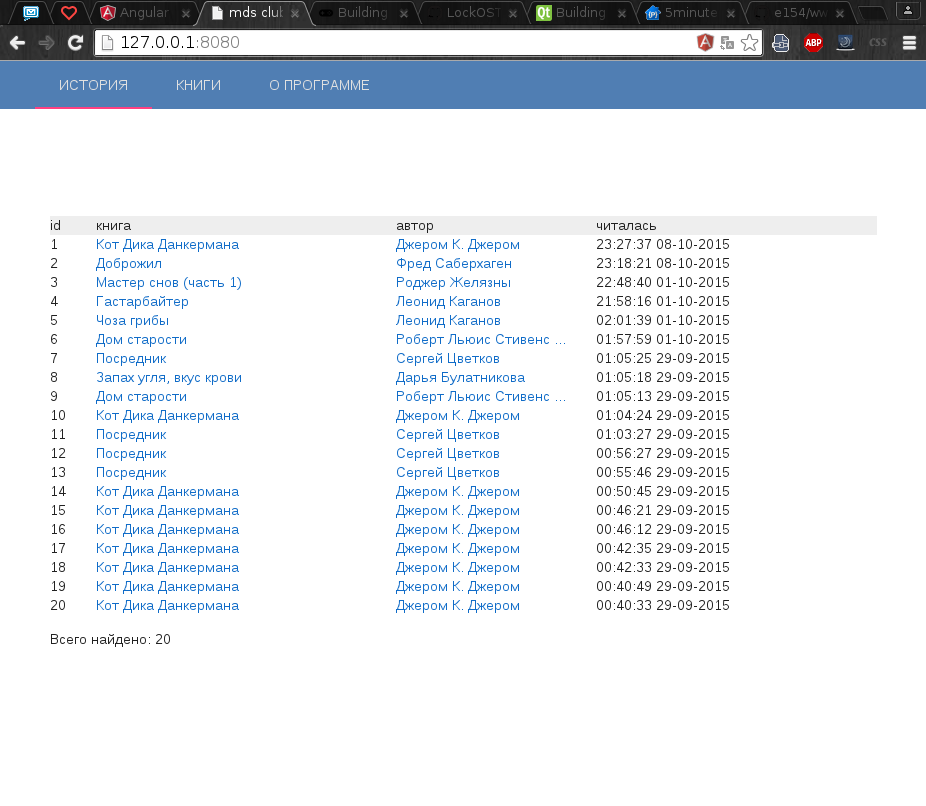 Angular
mds club
Building
LockOST
Qt Building
5minute
e154/ww
127.0.0.1:8080
ABP
CSS
ИСТОРИЯ КНИГИ О ПРОГРАММЕ
id книга автор читалась
1 Кот Дика Данкермана Джером К. Джером 23:27:37 08-10-2015
2 Доброжил Фред Саберхаген 23:18:21 08-10-2015
3 Мастер снов (часть 1) Роджер Желязны 22:48:40 01-10-2015
4 Гастарбайтер Леонид Каганов 21:58:16 01-10-2015
5 Чоза грибы Леонид Каганов 02:01:39 01-10-2015
6 Дом старости Роберт Льюис Стивенс ... 01:57:59 01-10-2015
7 Посредник Сергей Цветков 01:05:25 29-09-2015
8 Запах угля, вкус крови Дарья Булатникова 01:05:18 29-09-2015
9 Дом старости Роберт Льюис Стивенс ... 01:05:13 29-09-2015
10 Кот Дика Данкермана Джером К. Джером 01:04:24 29-09-2015
11 Посредник Сергей Цветков 01:03:27 29-09-2015
12 Посредник Сергей Цветков 00:56:27 29-09-2015
13 Посредник Сергей Цветков 00:55:46 29-09-2015
14 Кот Дика Данкермана Джером К. Джером 00:50:45 29-09-2015
15 Кот Дика Данкермана Джером К. Джером 00:46:21 29-09-2015
16 Кот Дика Данкермана Джером К. Джером 00:46:12 29-09-2015
17 Кот Дика Данкермана Джером К. Джером 00:42:35 29-09-2015
18 Кот Дика Данкермана Джером К. Джером 00:42:33 29-09-2015
19 Кот Дика Данкермана Джером К. Джером 00:40:49 29-09-2015
20 Кот Дика Данкермана Джером К. Джером 00:40:33 29-09-2015
Всего найдено: 20